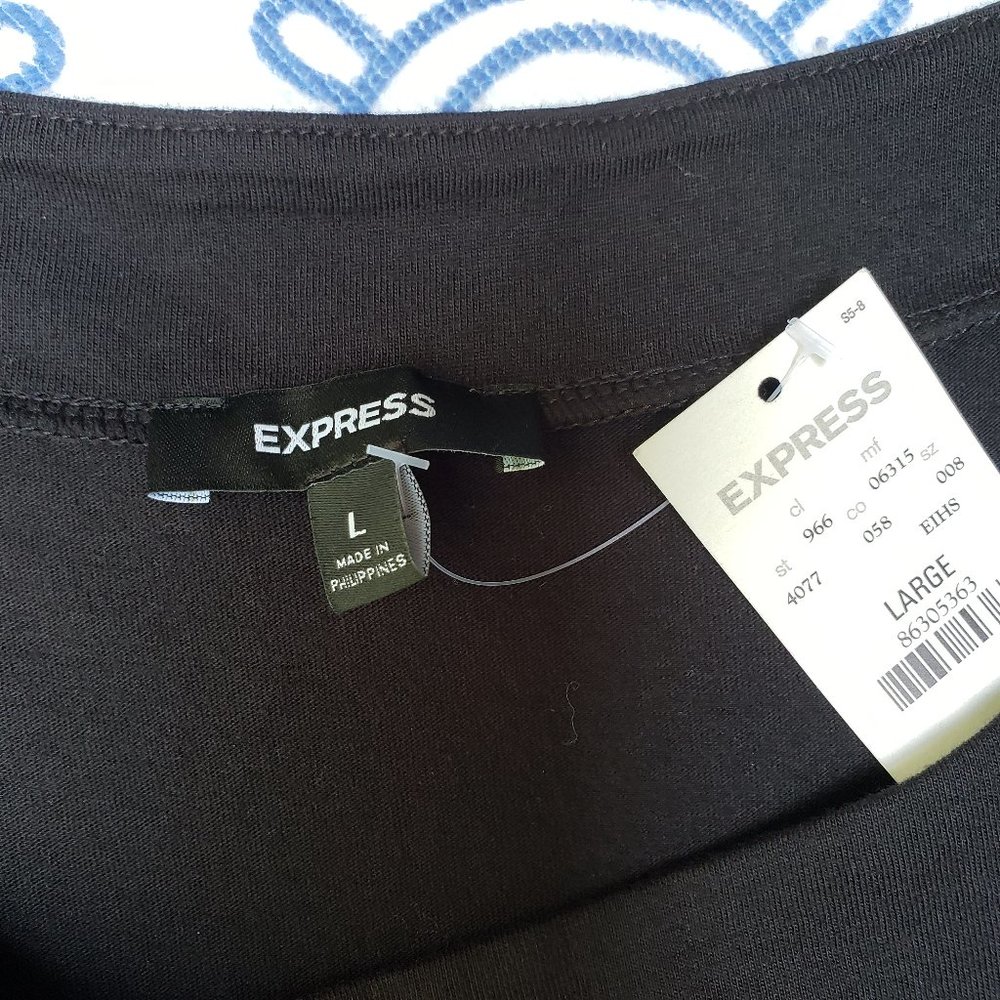 EXPRESS
L
MADE IN
PHILIPPINES
S5-8
EXPRESS
mf
cl 06315 sz
966 co 008
st 058 EIHS
4077
LARGE
86305363